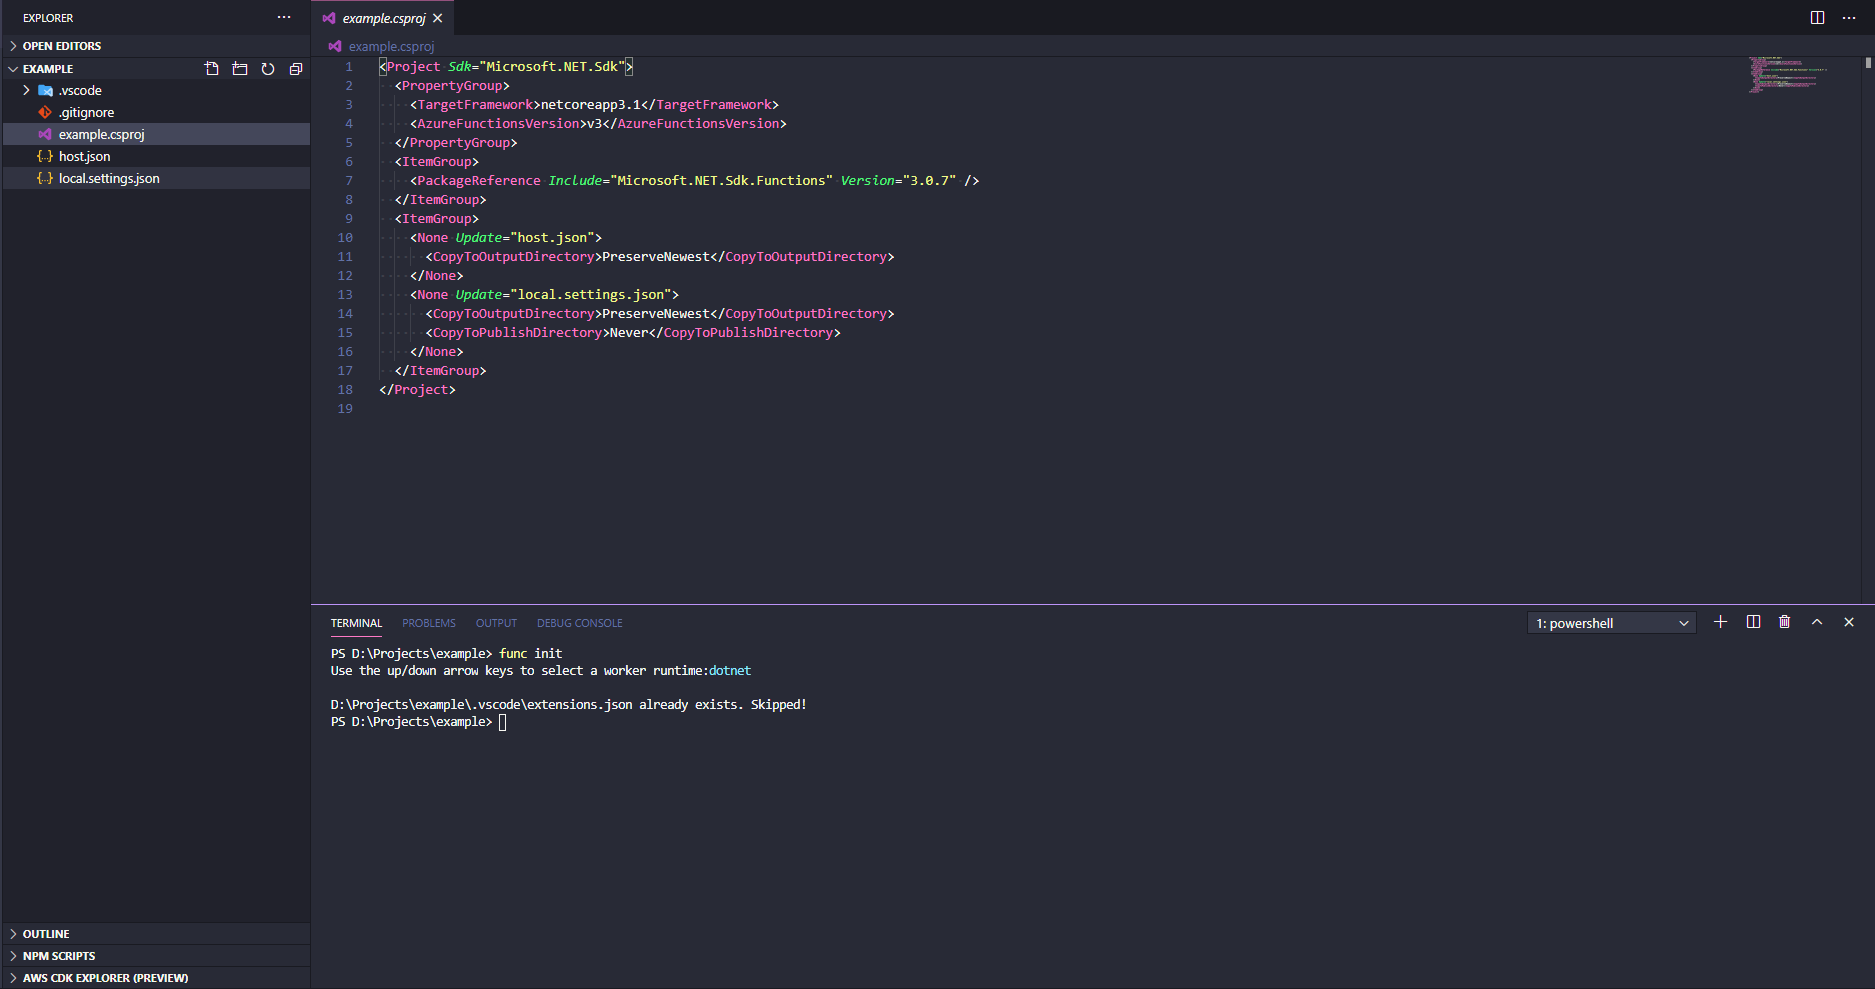 EXPLORER
OPEN EDITORS
EXAMPLE
.vscode
.gitignore
example.csproj
host.json
local.settings.json
OUTLINE
NPM SCRIPTS
AWS CDK EXPLORER (PREVIEW)
example.csproj
example.csproj
1 <Project Sdk="Microsoft.NET.Sdk">
2 <PropertyGroup>
3 <TargetFramework>netcoreapp3.1</TargetFramework>
4 <AzureFunctionsVersion>v3</AzureFunctionsVersion>
5 </PropertyGroup>
6 <ItemGroup>
7 <PackageReference Include="Microsoft.NET.Sdk.Functions" Version="3.0.7" />
8 </ItemGroup>
9 <ItemGroup>
10 <None Update="host.json">
11 <CopyToOutputDirectory>PreserveNewest</CopyToOutputDirectory>
12 </None>
13 <None Update="local.settings.json">
14 <CopyToOutputDirectory>PreserveNewest</CopyToOutputDirectory>
15 <CopyToPublishDirectory>Never</CopyToPublishDirectory>
16 </None>
17 </ItemGroup>
18 </Project>
19
TERMINAL PROBLEMS OUTPUT DEBUG CONSOLE 1: powershell
PS D:\Projects\example> func init
Use the up/down arrow keys to select a worker runtime:dotnet
D:\Projects\example\.vscode\extensions.json already exists. Skipped!
PS D:\Projects\example>